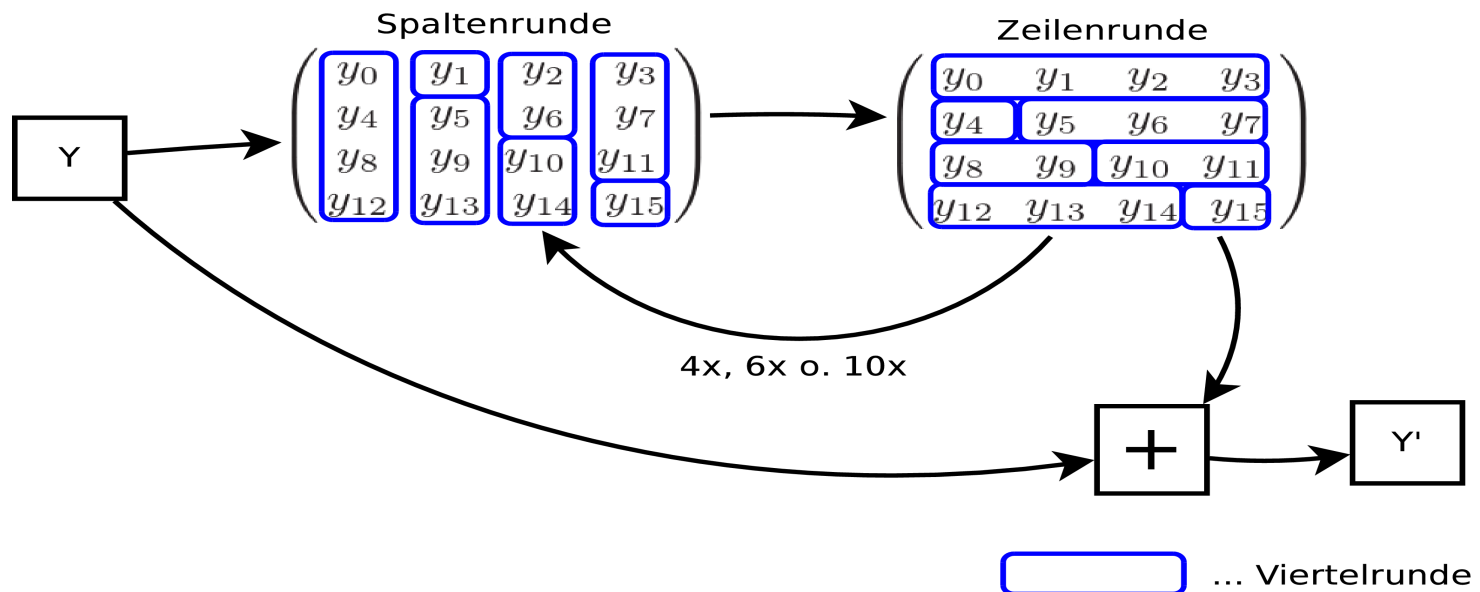 Spaltenrunde
Zeilenrunde
Y
y0 y1 y2 y3
y4 y5 y6 y7
y8 y9 y10 y11
y12 y13 y14 y15
y0 y1 y2 y3
y4 y5 y6 y7
y8 y9 y10 y11
y12 y13 y14 y15
4x, 6x o. 10x
+
Y'
... Viertelrunde